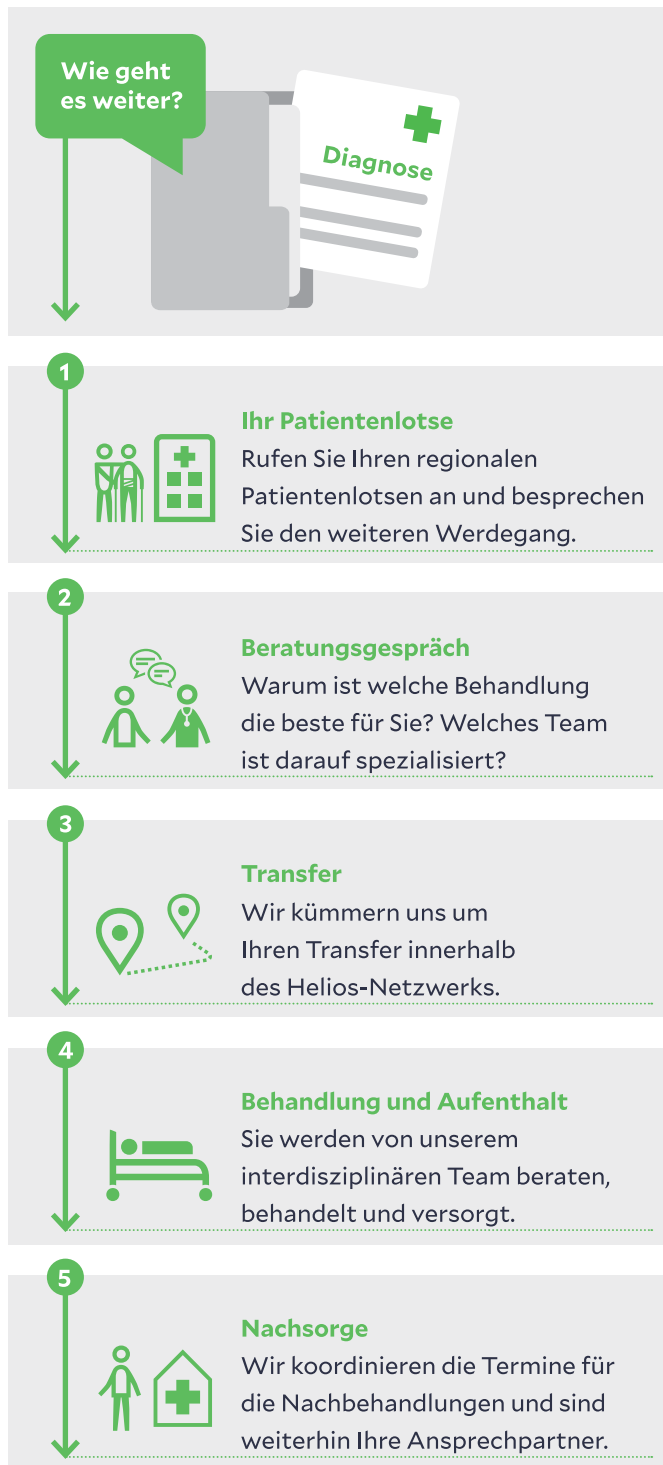 Wie geht
es weiter?
Diagnose
1
Ihr Patientenlotse
Rufen Sie Ihren regionalen
Patientenlotsen an und besprechen
Sie den weiteren Werdegang.
2
Beratungsgespräch
Warum ist welche Behandlung
die beste für Sie? Welches Team
ist darauf spezialisiert?
3
Transfer
Wir kümmern uns um
Ihren Transfer innerhalb
des Helios-Netzwerks.
4
Behandlung und Aufenthalt
Sie werden von unserem
interdisziplinären Team beraten,
behandelt und versorgt.
5
Nachsorge
Wir koordinieren die Termine für
die Nachbehandlungen und sind
weiterhin Ihre Ansprechpartner.